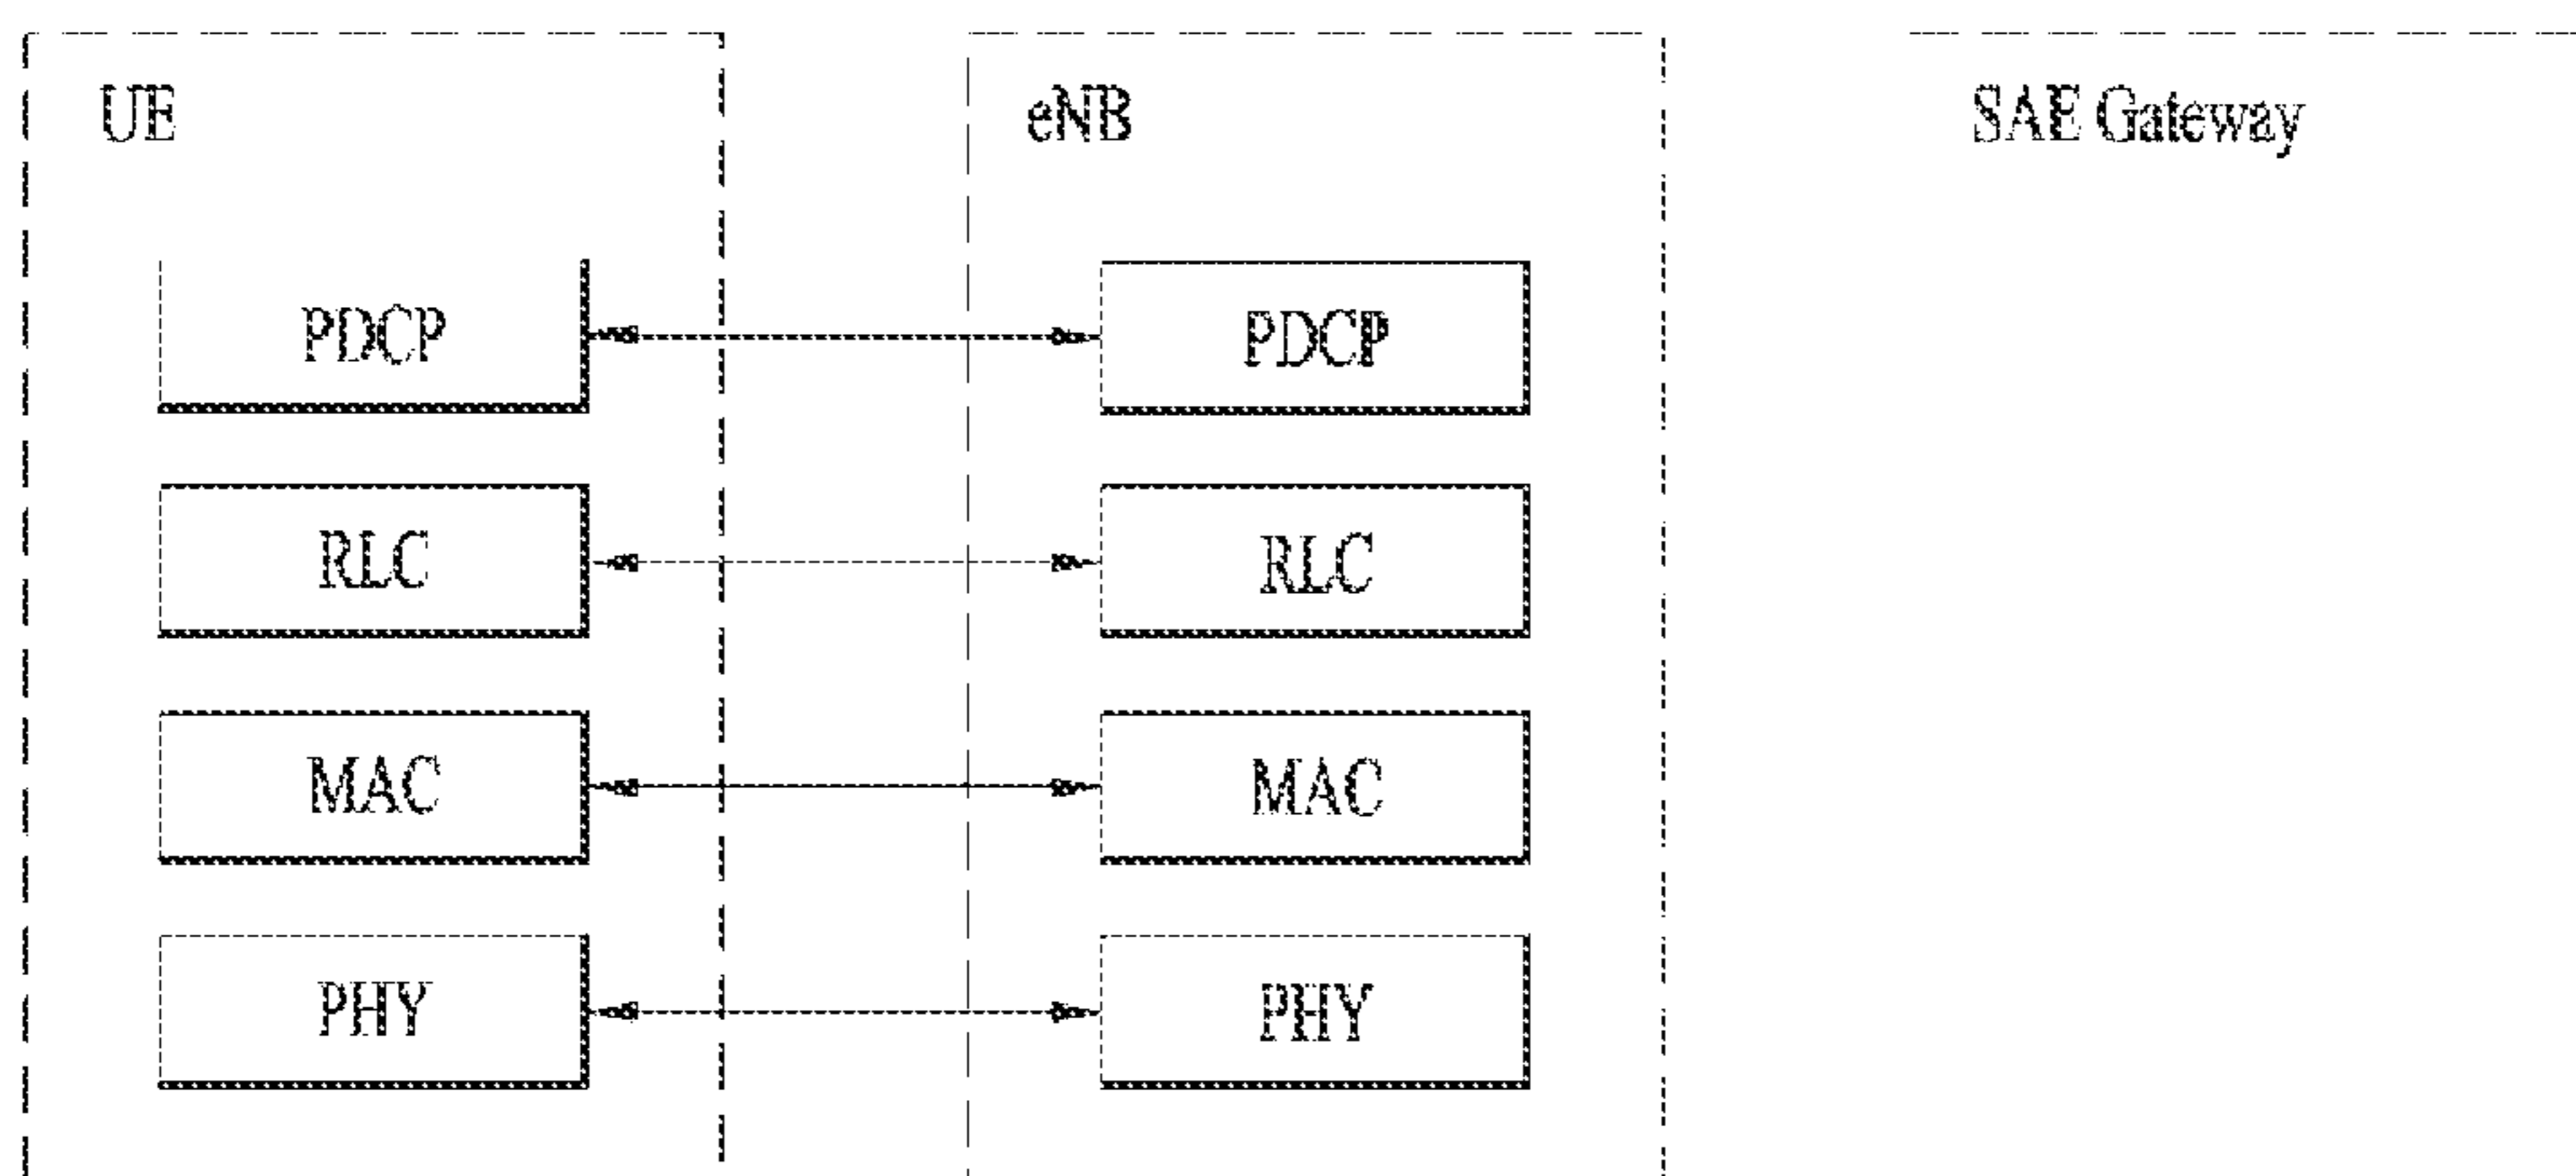 UE
eNB
SAE Gateway
PDCP
PDCP
RLC
RLC
MAC
MAC
PHY
PHY